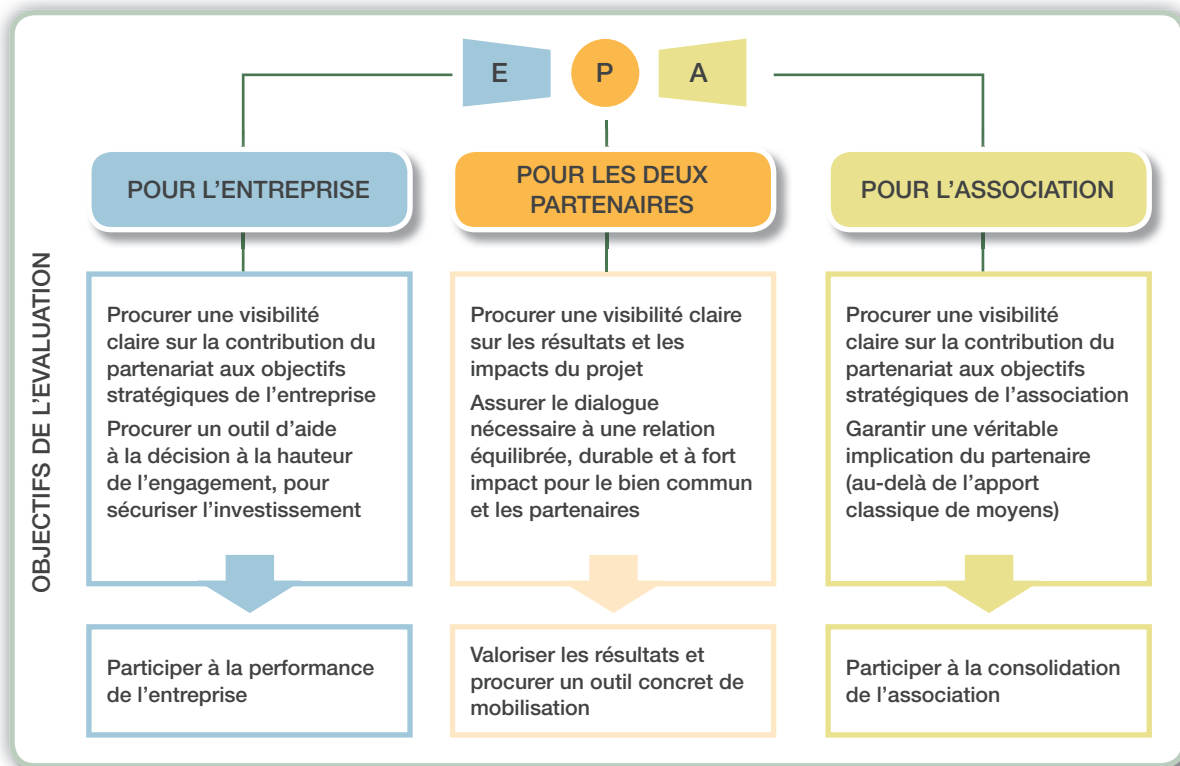 E
P
A
POUR L’ENTREPRISE
POUR LES DEUX
PARTENAIRES
POUR L’ASSOCIATION
OBJECTIFS DE L’EVALUATION
Procurer une visibilité
claire sur la contribution du
partenariat aux objectifs
stratégiques de l’entreprise
Procurer un outil d’aide
à la décision à la hauteur
de l’engagement, pour
sécuriser l’investissement
Procurer une visibilité claire
sur les résultats et les
impacts du projet
Assurer le dialogue
nécessaire à une relation
équilibrée, durable et à fort
impact pour le bien commun
et les partenaires
Procurer une visibilité
claire sur la contribution du
partenariat aux objectifs
stratégiques de l’association
Garantir une véritable
implication du partenaire
(au-delà de l’apport
classique de moyens)
Participer à la performance
de l’entreprise
Valoriser les résultats et
procurer un outil concret de
mobilisation
Participer à la consolidation
de l’association